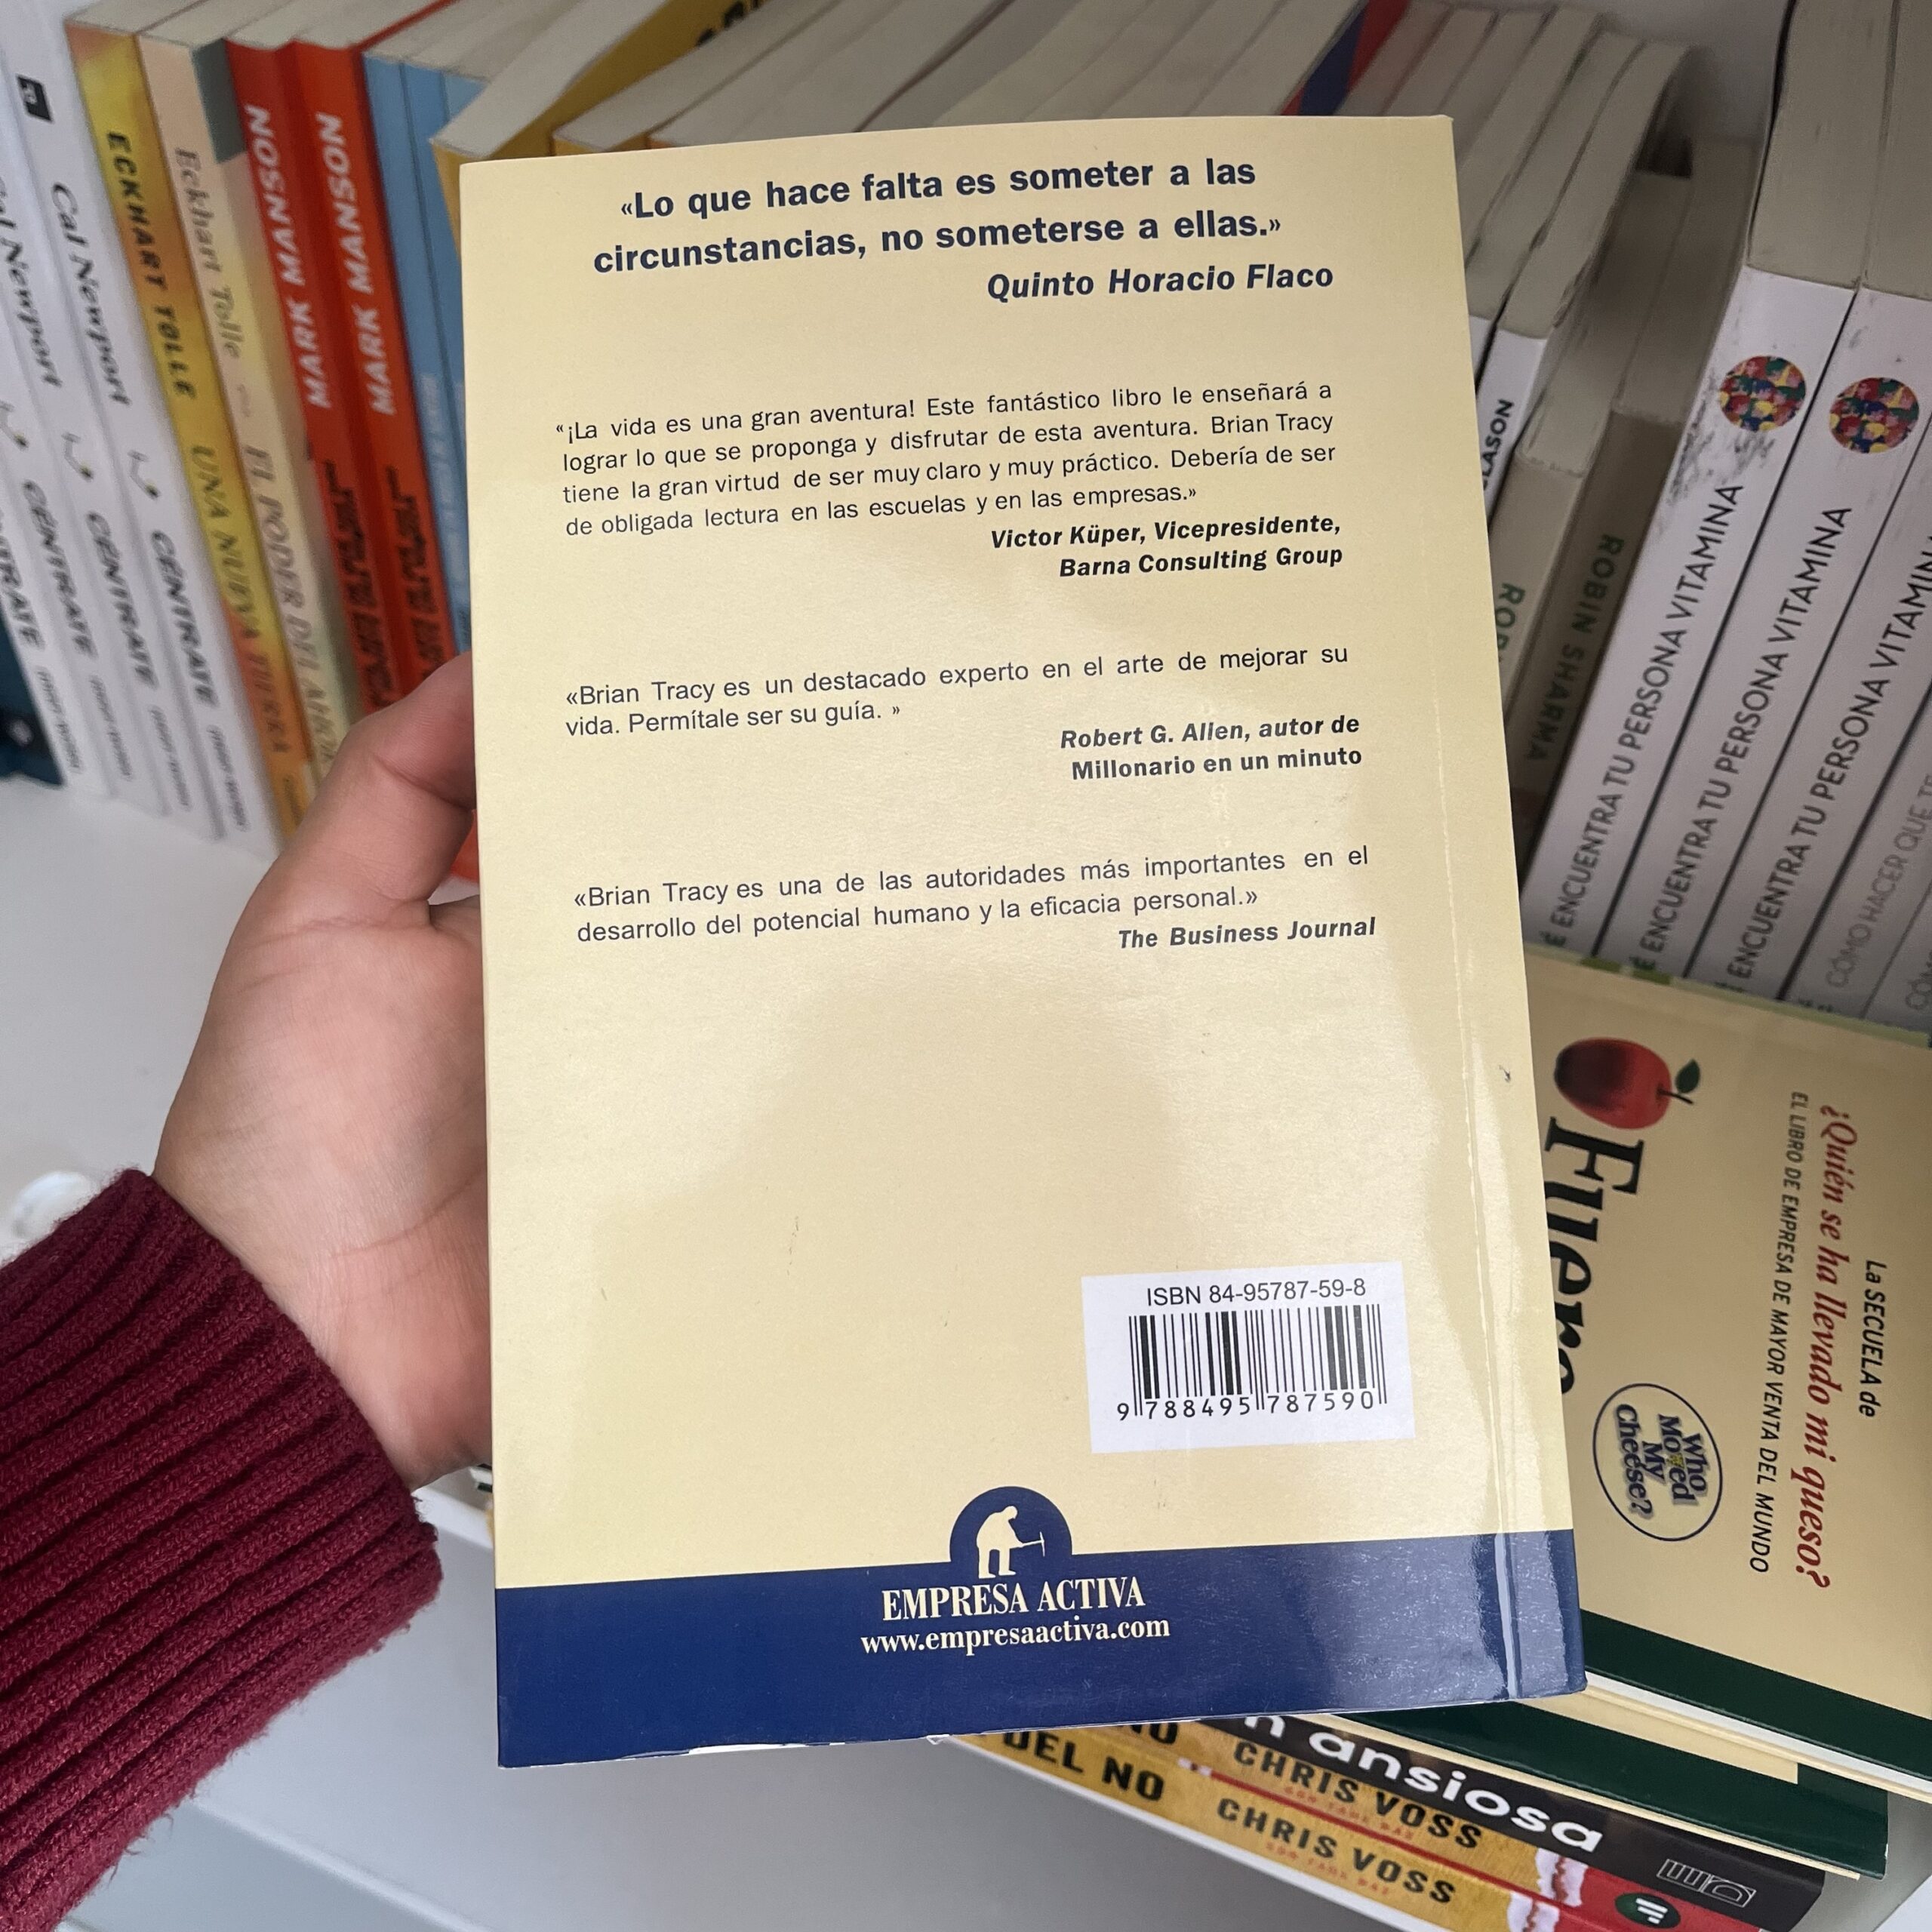 «Lo que hace falta es someter a las
circunstancias, no someterse a ellas.»
Quinto Horacio Flaco
«¡La vida es una gran aventura! Este fantástico libro le enseñará a
lograr lo que se proponga y disfrutar de esta aventura. Brian Tracy
tiene la gran virtud de ser muy claro y muy práctico. Debería de ser
de obligada lectura en las escuelas y en las empresas.»
Victor Küper, Vicepresidente,
Barna Consulting Group
«Brian Tracy es un destacado experto en el arte de mejorar su
vida. Permítale ser su guía. »
Robert G. Allen, autor de
Millonario en un minuto
«Brian Tracy es una de las autoridades más importantes en el
desarrollo del potencial humano y la eficacia personal.»
The Business Journal
ISBN 84-95787-59-8
9 788495 787590
EMPRESA ACTIVA
www.empresaactiva.com
Cal Newport
CÉNTRATE
CÉNTRATE
CÉNTRATE
ECKHART TOLLE UNA NUEVA TIERRA
Eckhart Tolle EL PODER DEL AHORA
MARK MANSON
MARK MANSON
ROBIN SHARMA
ENCUENTRA TU PERSONA VITAMINA
ENCUENTRA TU PERSONA VITAMINA
ENCUENTRA TU PERSONA VITAMINA
CÓMO HACER QUE
La SECUELA de
¿Quién se ha llevado mi queso?
EL LIBRO DE EMPRESA DE MAYOR VENTA DEL MUNDO
Fuera
Who
Moved
My
Cheese?
ansiosa
NO CHRIS VOSS
DEL NO CHRIS VOSS